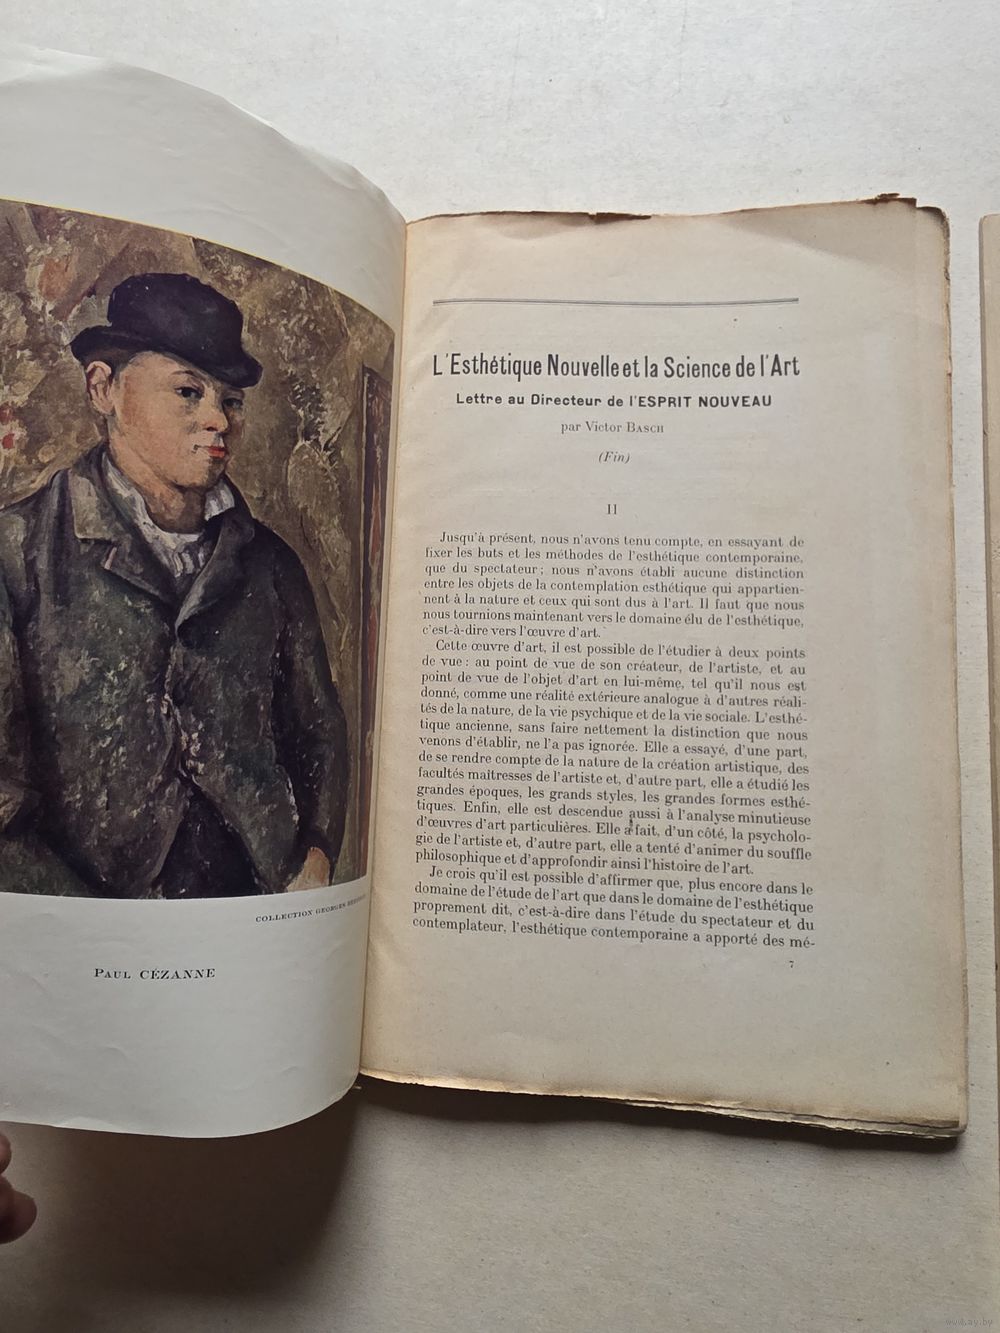 COLLECTION GEORGES
PAUL CÉZANNE
L'Esthétique Nouvelle et la Science de l'Art
Lettre au Directeur de l'ESPRIT NOUVEAU
par Victor BASCH
(Fin)
II
Jusqu'à présent, nous n'avons tenu compte, en essayant de
fixer les buts et les méthodes de l'esthétique contemporaine,
que du spectateur ; nous n'avons établi aucune distinction
entre les objets de la contemplation esthétique qui appartien-
nent à la nature et ceux qui sont dus à l'art. Il faut que nous
nous tournions maintenant vers le domaine élu de l'esthétique,
c'est-à-dire vers l'œuvre d'art.
Cette œuvre d'art, il est possible de l'étudier à deux points
de vue : au point de vue de son créateur, de l'artiste, et au
point de vue de l'objet d'art en lui-même, tel qu'il nous est
donné, comme une réalité extérieure analogue à d'autres réali-
tés de la nature, de la vie psychique et de la vie sociale. L'esthé-
tique ancienne, sans faire nettement la distinction que nous
venons d'établir, ne l'a pas ignorée. Elle a essayé, d'une part,
de se rendre compte de la nature de la création artistique, des
facultés maîtresses de l'artiste et, d'autre part, elle a étudié les
grandes époques, les grands styles, les grandes formes esthé-
tiques. Enfin, elle est descendue aussi à l'analyse minutieuse
d'œuvres d'art particulières. Elle a fait, d'un côté, la psycholo-
gie de l'artiste et, d'autre part, elle a tenté d'animer du souffle
philosophique et d'approfondir ainsi l'histoire de l'art.
Je crois qu'il est possible d'affirmer que, plus encore dans le
domaine de l'étude de l'art que dans le domaine de l'esthétique
proprement dit, c'est-à-dire dans l'étude du spectateur et du
contemplateur, l'esthétique contemporaine a apporté des mé-
7
www.ay.by